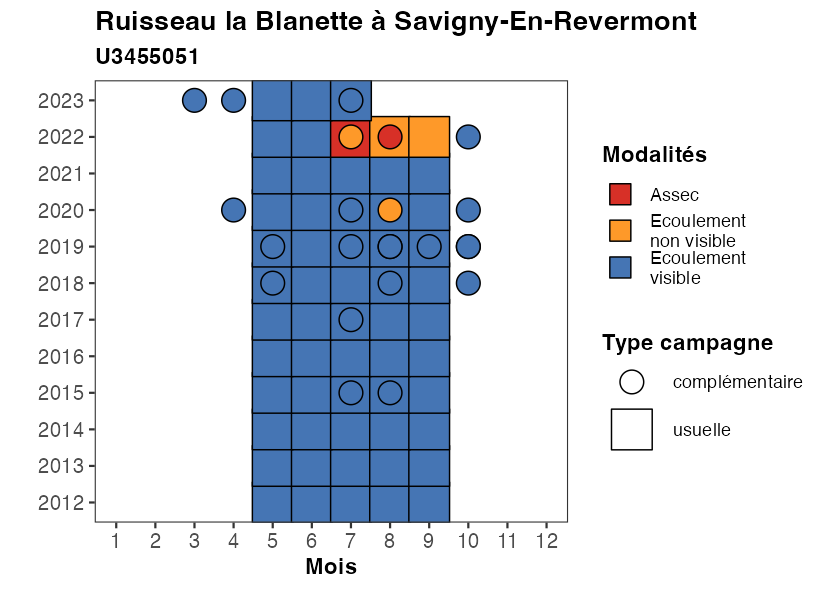 Ruisseau la Blanette à Savigny-En-Revermont
U3455051
2023
2022
2021
2020
2019
2018
2017
2016
2015
2014
2013
2012
1 2 3 4 5 6 7 8 9 10 11 12
Mois
Modalités
Assec
Ecoulement
non visible
Ecoulement
visible
Type campagne
complémentaire
usuelle